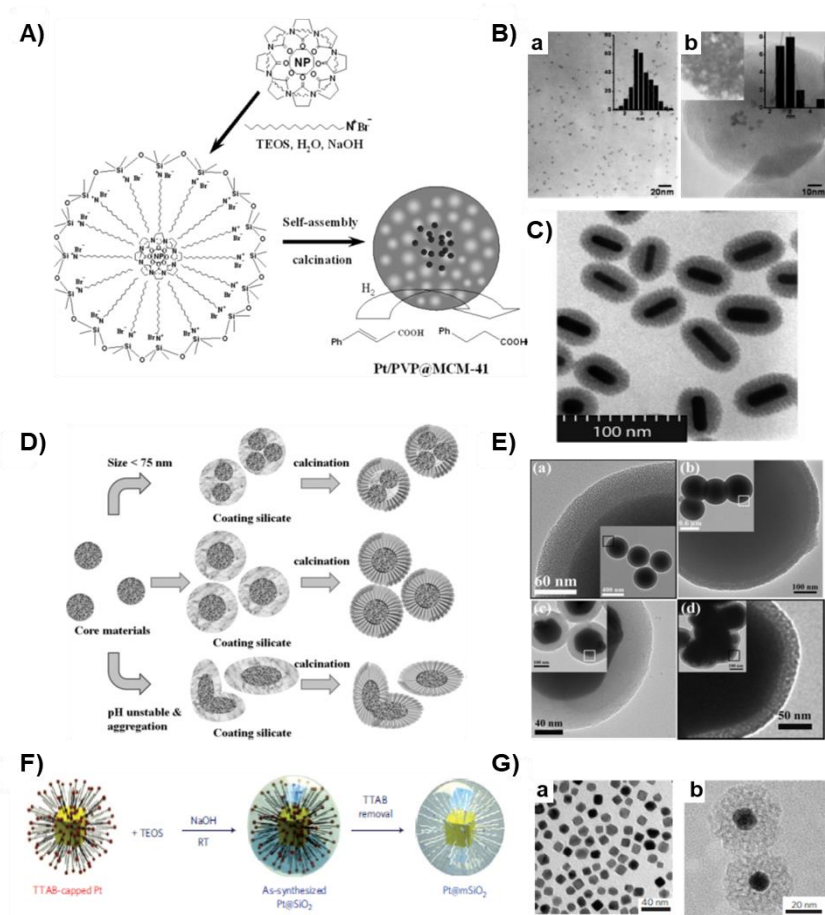 A)
NP
N⁺Br⁻
TEOS, H₂O, NaOH
Self-assembly
calcination
H₂
Ph
COOH
Ph
COOH
Pt/PVP@MCM-41
B)
a
b
20nm
10nm
C)
100 nm
D)
Size < 75 nm
calcination
Coating silicate
calcination
Core materials
Coating silicate
calcination
pH unstable &
aggregation
Coating silicate
E)
(a)
(b)
60 nm
100 nm
(c)
(d)
40 nm
50 nm
F)
+ TEOS
NaOH
RT
TTAB
removal
TTAB-capped Pt
As-synthesized
Pt@SiO₂
Pt@mSiO₂
G)
a
b
40 nm
20 nm